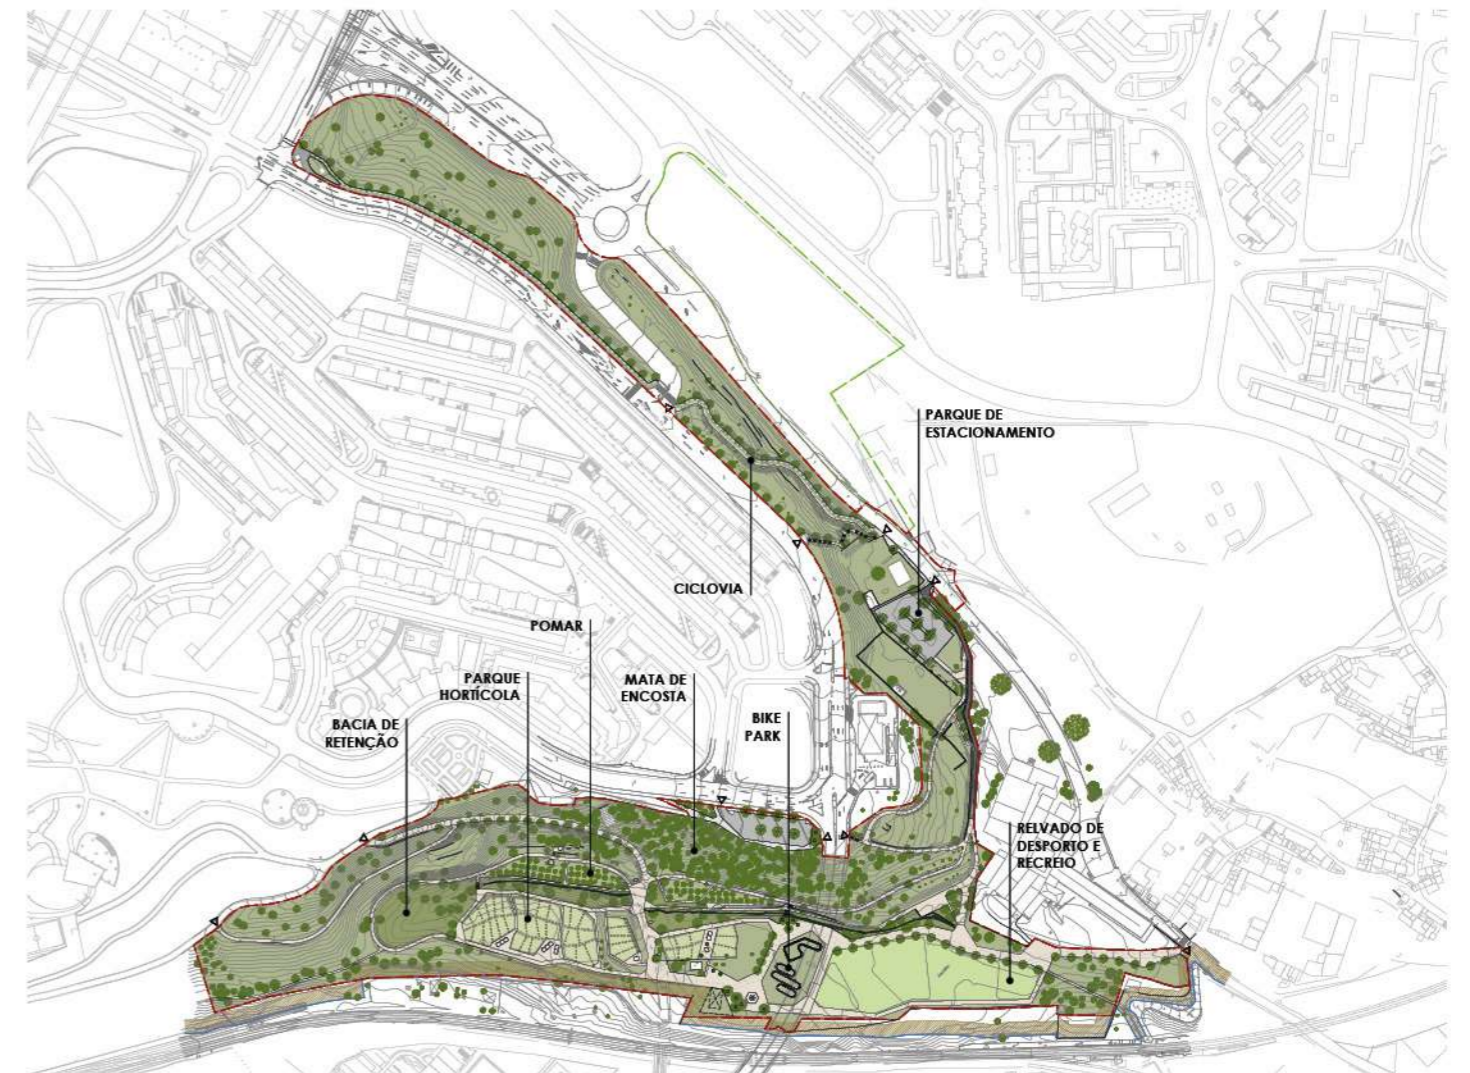 PARQUE DE
ESTACIONAMENTO
CICLOVIA
POMAR
PARQUE
HORTÍCOLA
MATA DE
ENCOSTA
BIKE
PARK
BACIA DE
RETENÇÃO
RELVADO DE
DESPORTO E
RECREIO